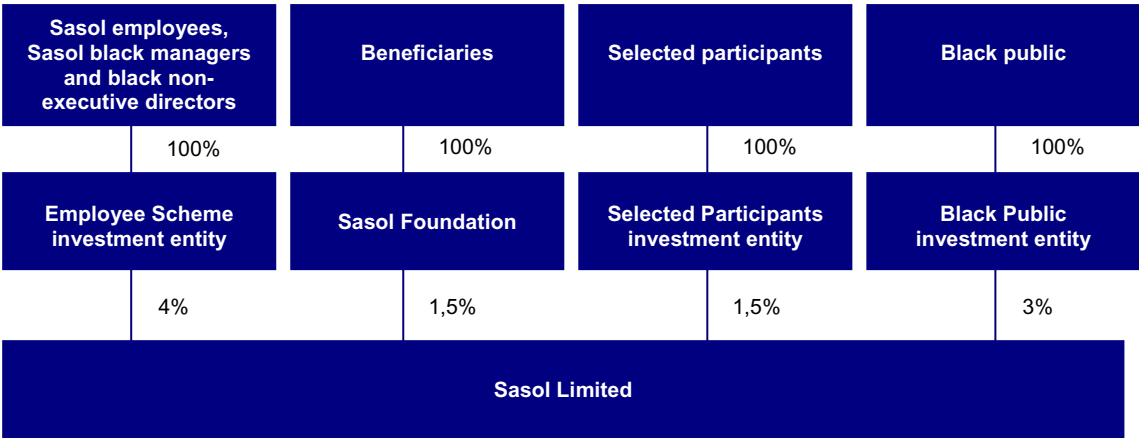 Sasol employees,
Sasol black managers
and black non-
executive directors
Beneficiaries
Selected participants
Black public
100%
100%
100%
100%
Employee Scheme
investment entity
Sasol Foundation
Selected Participants
investment entity
Black Public
investment entity
4%
1,5%
1,5%
3%
Sasol Limited